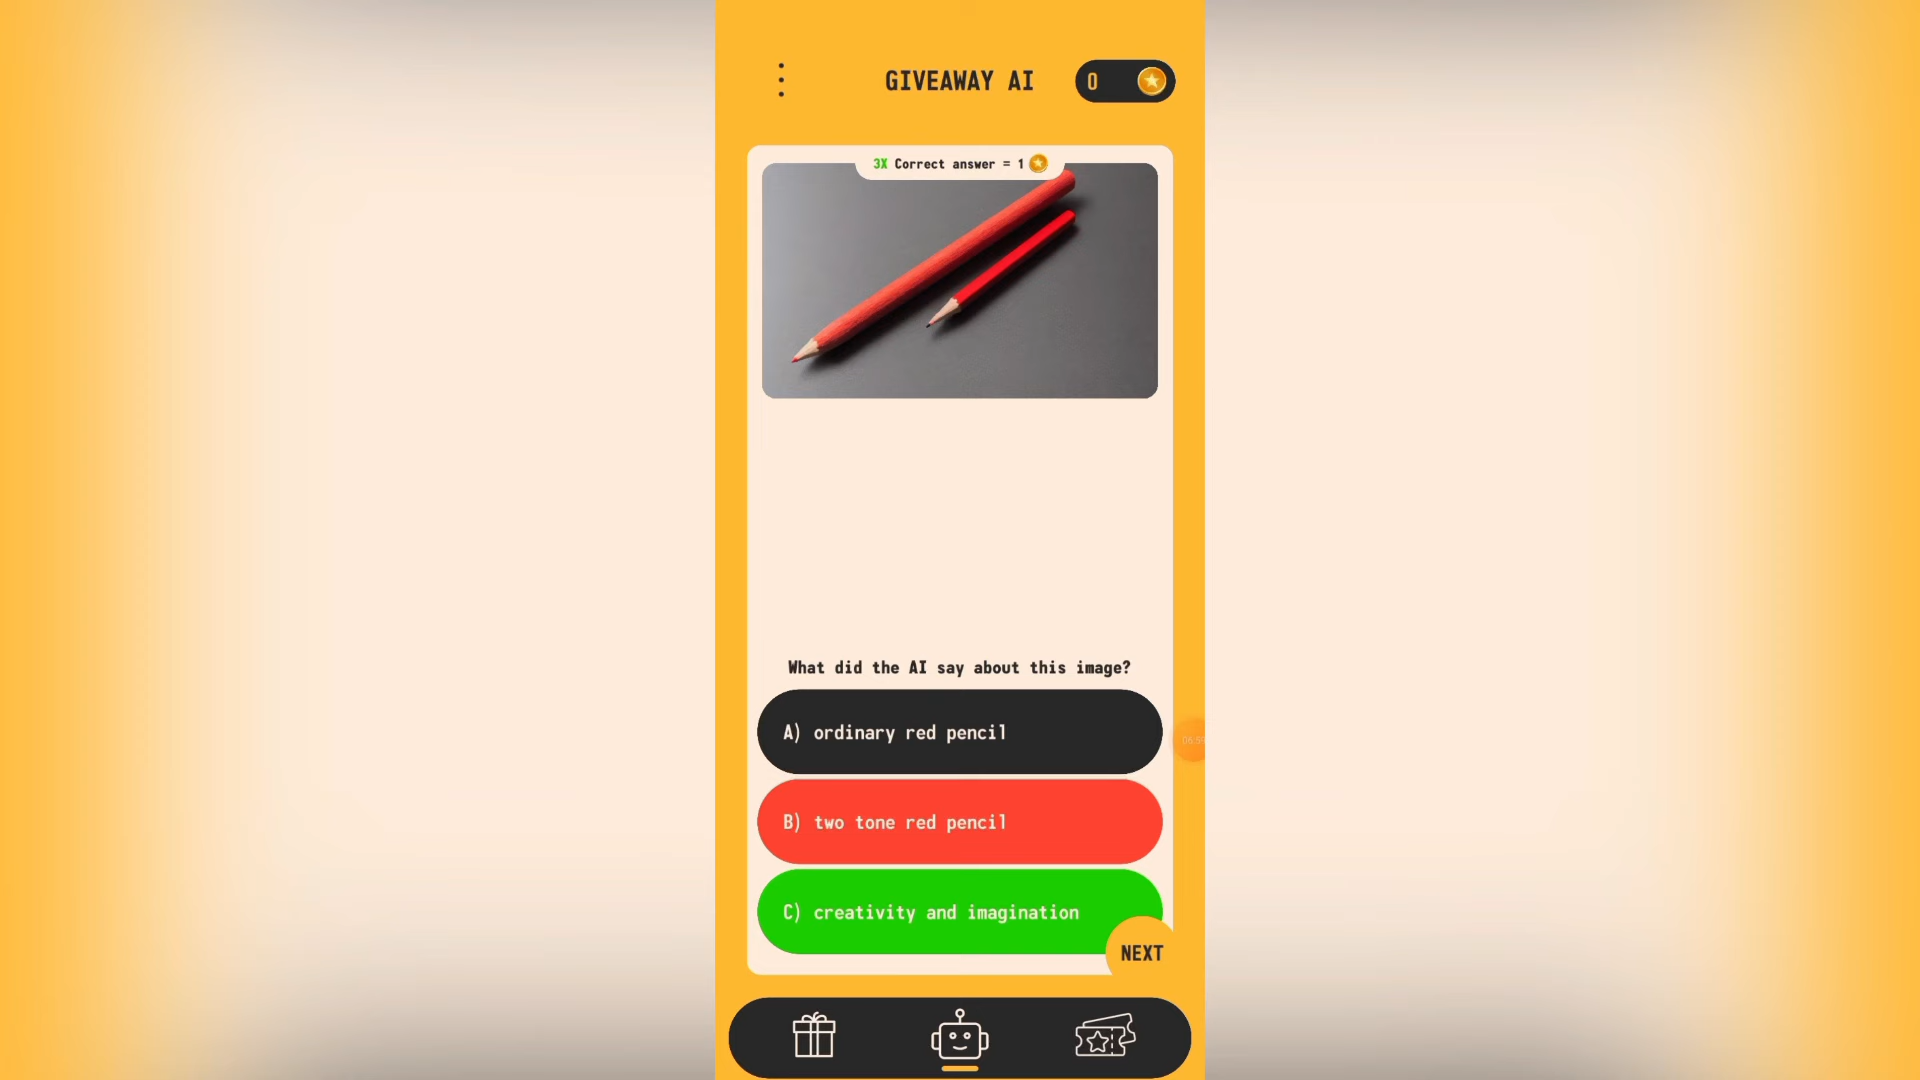 GIVEAWAY AI
0
3X Correct answer = 1
What did the AI say about this image?
A) ordinary red pencil
B) two tone red pencil
C) creativity and imagination
NEXT